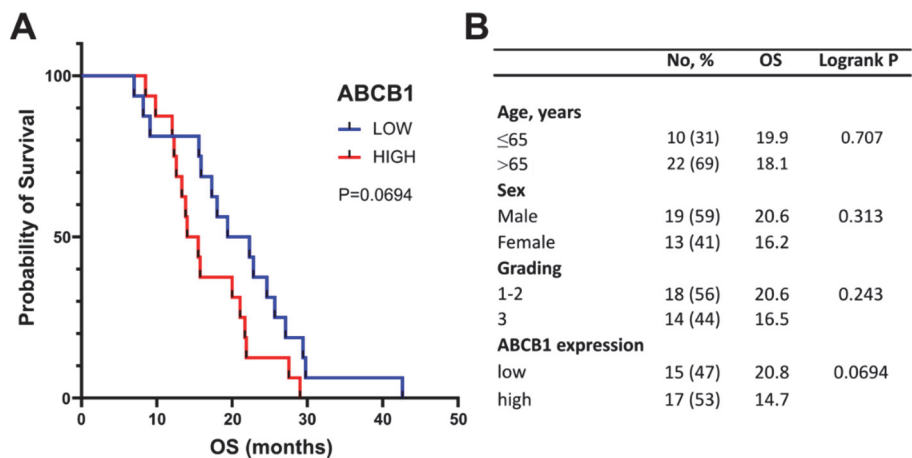 A
Probability of Survival
100
50
0
0 10 20 30 40 50
OS (months)
ABCB1
LOW
HIGH
P=0.0694
B
No, % OS Logrank P
Age, years
≤65 10 (31) 19.9 0.707
>65 22 (69) 18.1
Sex
Male 19 (59) 20.6 0.313
Female 13 (41) 16.2
Grading
1-2 18 (56) 20.6 0.243
3 14 (44) 16.5
ABCB1 expression
low 15 (47) 20.8 0.0694
high 17 (53) 14.7